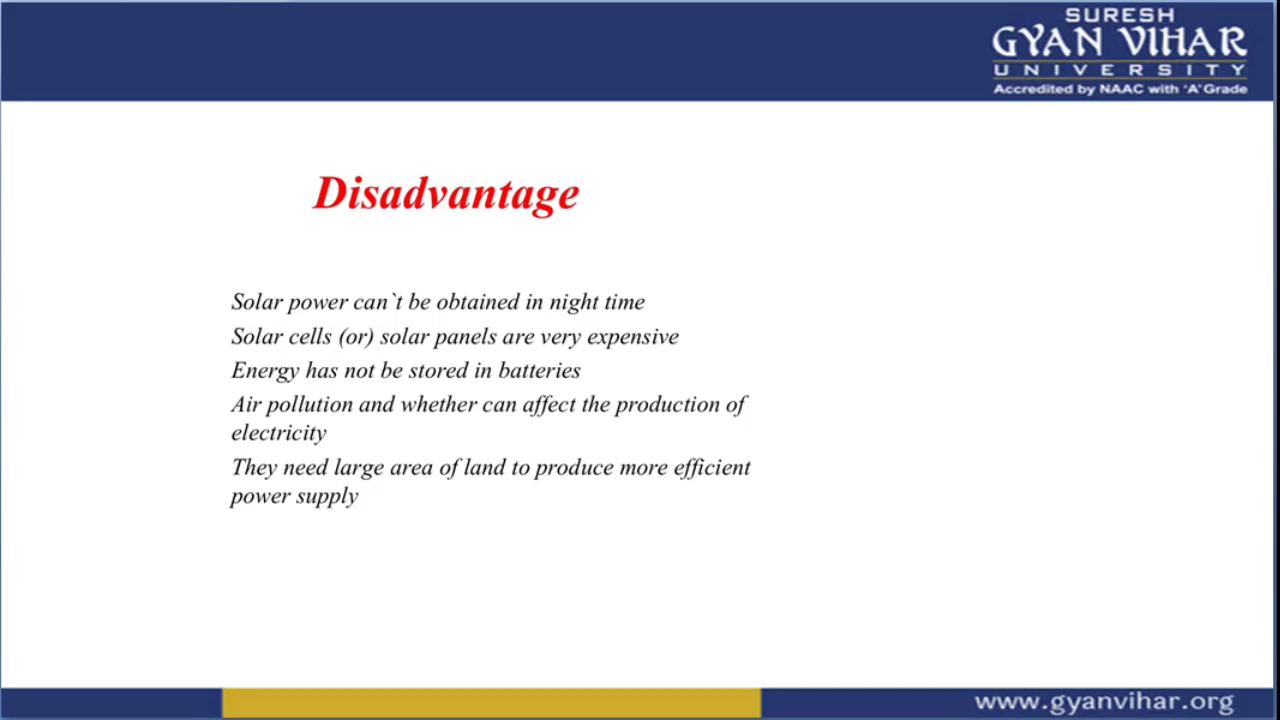 SURESH
GYAN VIHAR
UNIVERSITY
Accredited by NAAC with 'A' Grade
Disadvantage
Solar power can`t be obtained in night time
Solar cells (or) solar panels are very expensive
Energy has not be stored in batteries
Air pollution and whether can affect the production of
electricity
They need large area of land to produce more efficient
power supply
www.gyanvihar.org